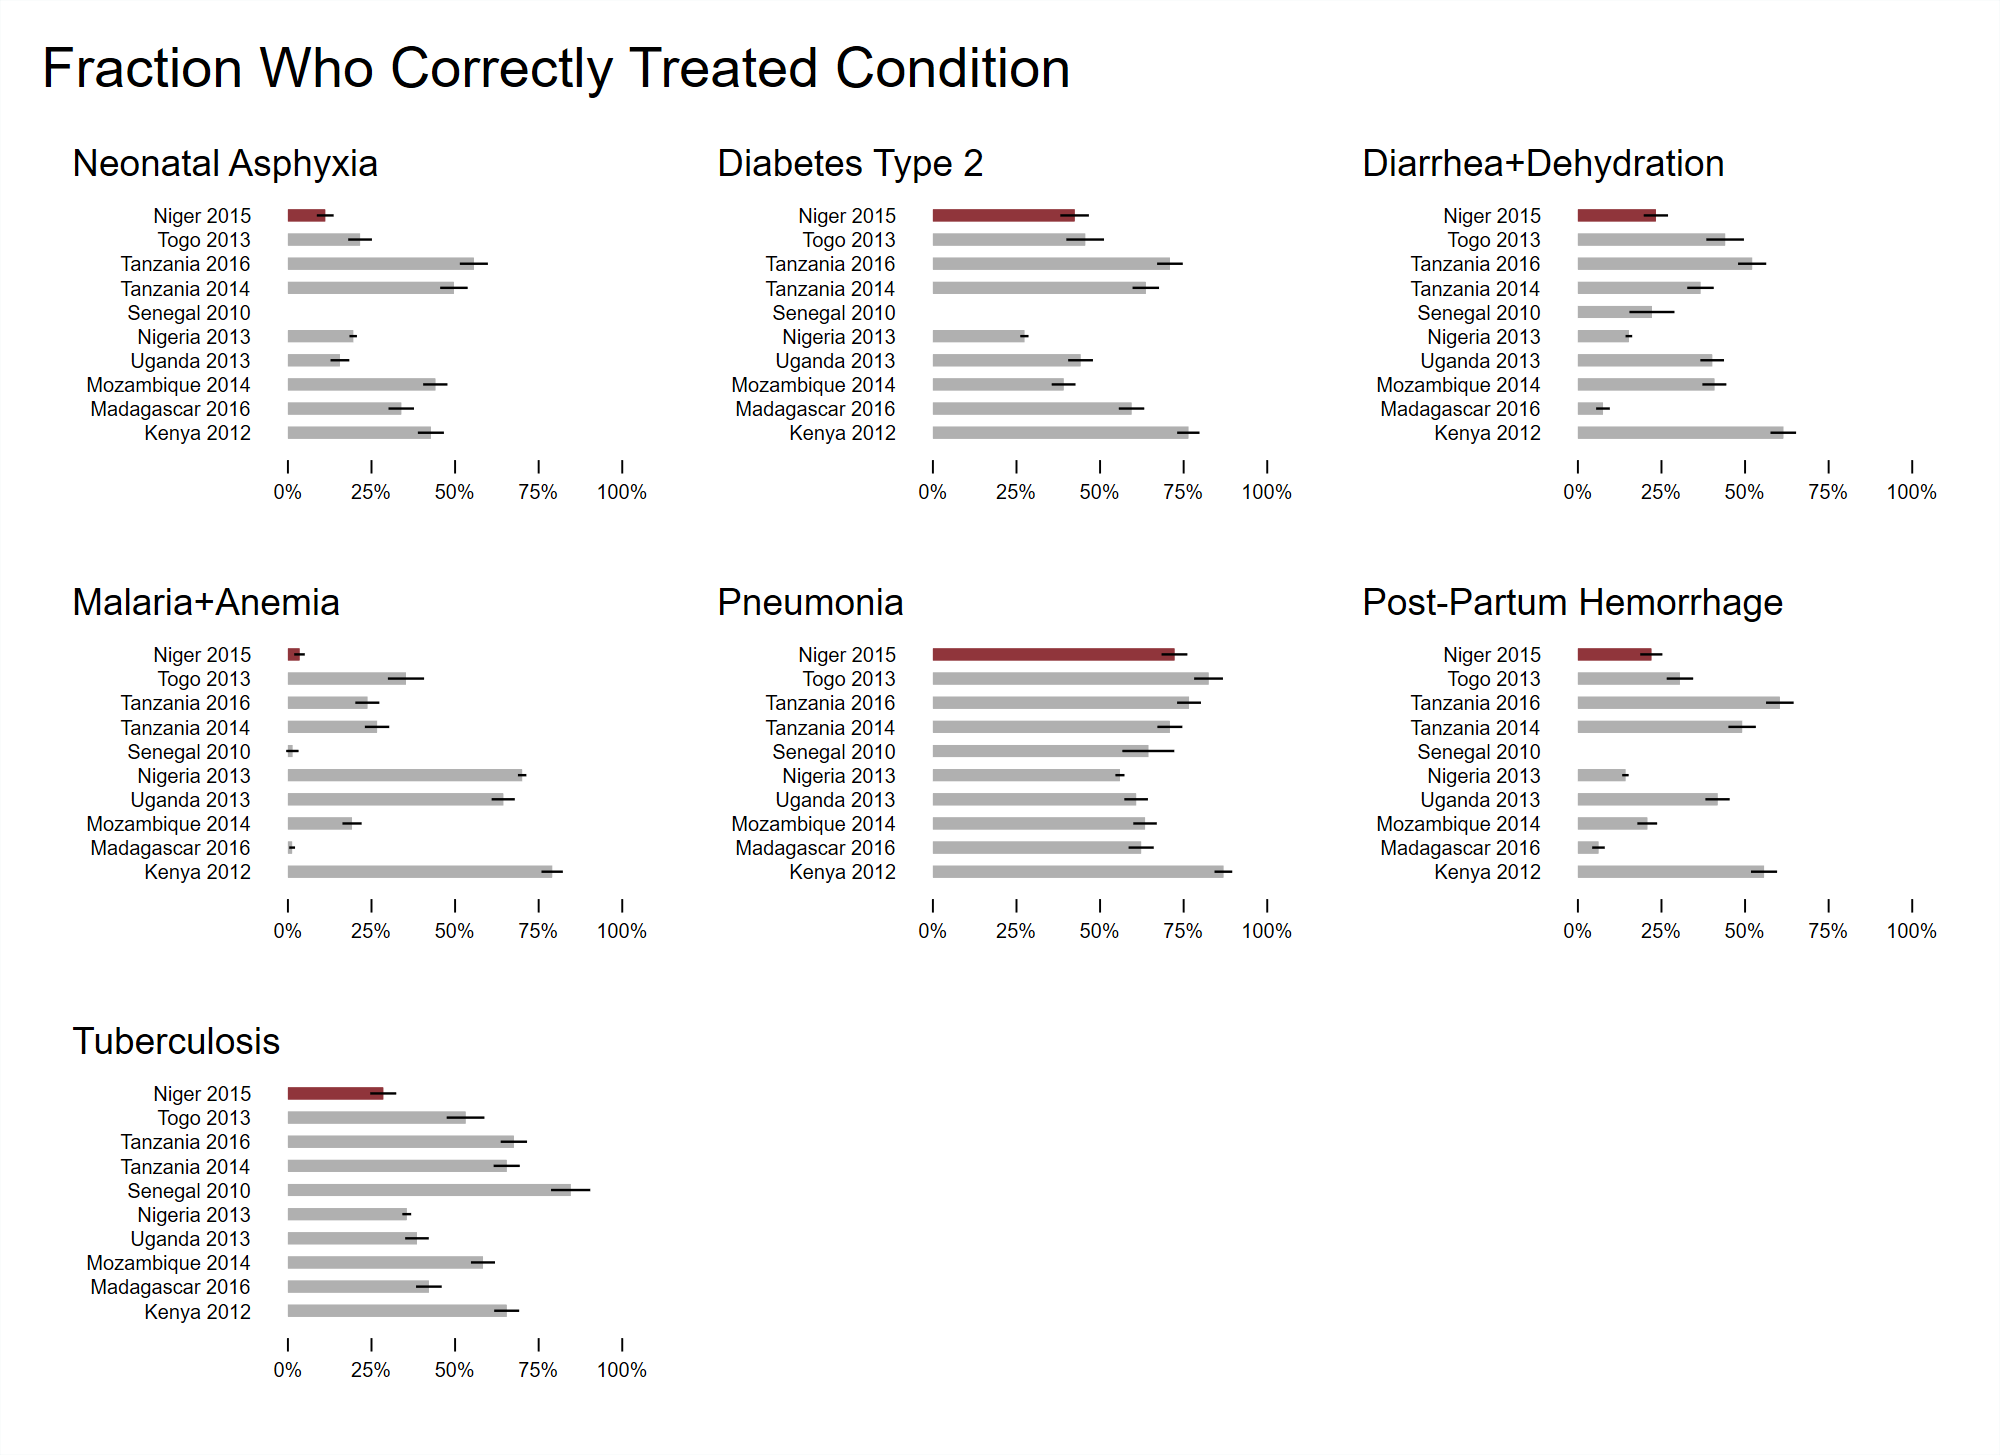 Fraction Who Correctly Treated Condition
Neonatal Asphyxia
Niger 2015
Togo 2013
Tanzania 2016
Tanzania 2014
Senegal 2010
Nigeria 2013
Uganda 2013
Mozambique 2014
Madagascar 2016
Kenya 2012
0% 25% 50% 75% 100%
Diabetes Type 2
Niger 2015
Togo 2013
Tanzania 2016
Tanzania 2014
Senegal 2010
Nigeria 2013
Uganda 2013
Mozambique 2014
Madagascar 2016
Kenya 2012
0% 25% 50% 75% 100%
Diarrhea+Dehydration
Niger 2015
Togo 2013
Tanzania 2016
Tanzania 2014
Senegal 2010
Nigeria 2013
Uganda 2013
Mozambique 2014
Madagascar 2016
Kenya 2012
0% 25% 50% 75% 100%
Malaria+Anemia
Niger 2015
Togo 2013
Tanzania 2016
Tanzania 2014
Senegal 2010
Nigeria 2013
Uganda 2013
Mozambique 2014
Madagascar 2016
Kenya 2012
0% 25% 50% 75% 100%
Pneumonia
Niger 2015
Togo 2013
Tanzania 2016
Tanzania 2014
Senegal 2010
Nigeria 2013
Uganda 2013
Mozambique 2014
Madagascar 2016
Kenya 2012
0% 25% 50% 75% 100%
Post-Partum Hemorrhage
Niger 2015
Togo 2013
Tanzania 2016
Tanzania 2014
Senegal 2010
Nigeria 2013
Uganda 2013
Mozambique 2014
Madagascar 2016
Kenya 2012
0% 25% 50% 75% 100%
Tuberculosis
Niger 2015
Togo 2013
Tanzania 2016
Tanzania 2014
Senegal 2010
Nigeria 2013
Uganda 2013
Mozambique 2014
Madagascar 2016
Kenya 2012
0% 25% 50% 75% 100%